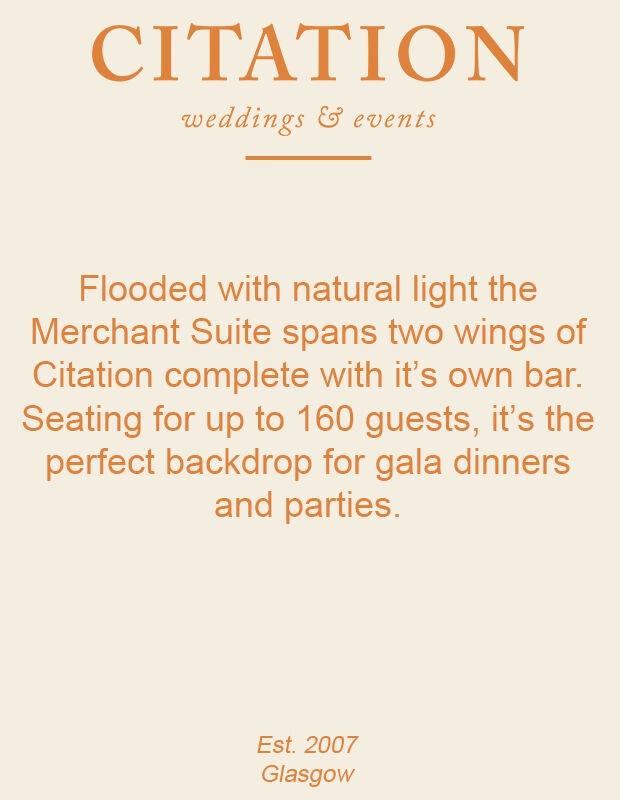 CITATION
weddings & events
Flooded with natural light the
Merchant Suite spans two wings of
Citation complete with it’s own bar.
Seating for up to 160 guests, it’s the
perfect backdrop for gala dinners
and parties.
Est. 2007
Glasgow